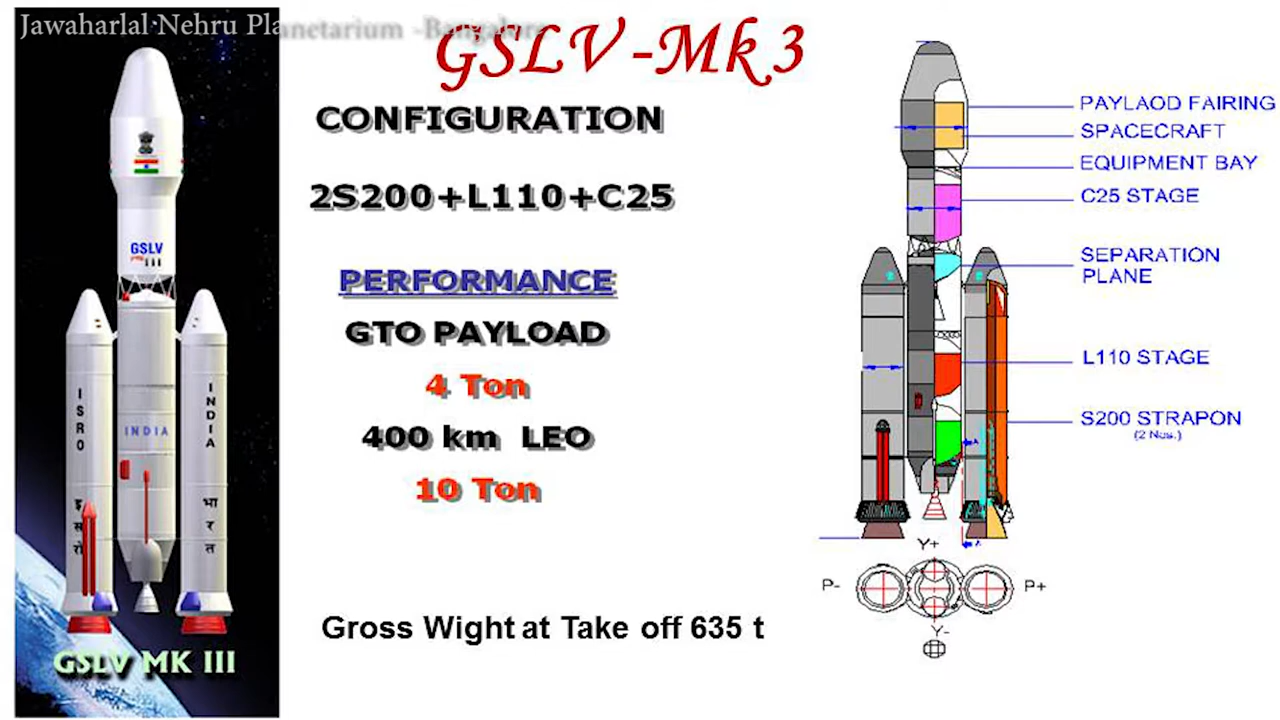 Jawaharlal Nehru Planetarium -Bangalore
GSLV-Mk3
CONFIGURATION
2S200+L110+C25
PERFORMANCE
GTO PAYLOAD
4 Ton
400 km LEO
10 Ton
Gross Wight at Take off 635 t
GSLV
III
INDIA
ISRO
इसरो
INDIA
भारत
GSLV MK III
PAYLAOD FAIRING
SPACECRAFT
EQUIPMENT BAY
C25 STAGE
SEPARATION
PLANE
L110 STAGE
S200 STRAPON
(2 Nos.)
A
A
Y+
P-
P+
Y-